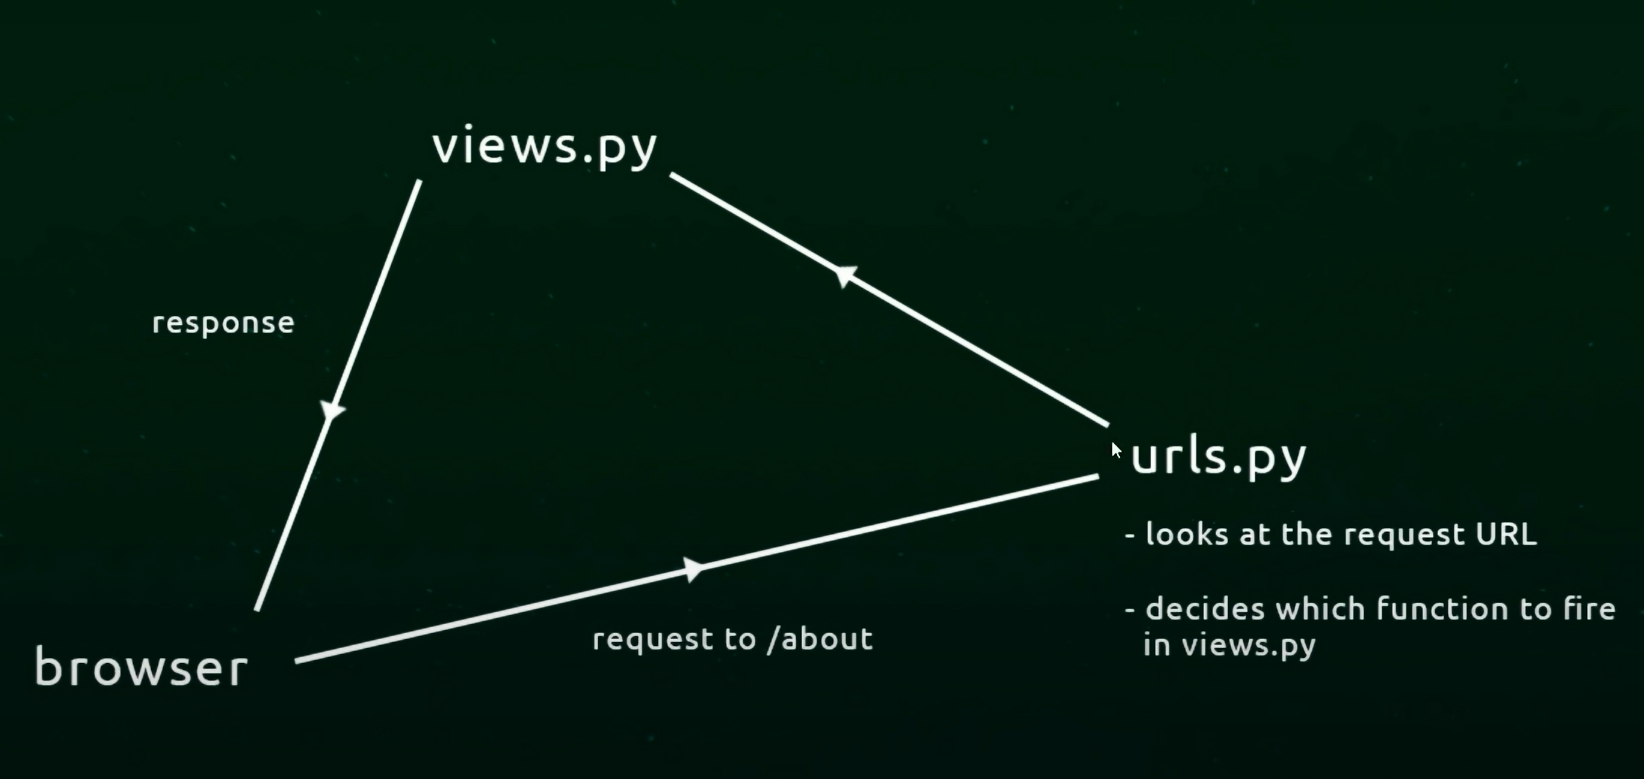 views.py
response
urls.py
- looks at the request URL
- decides which function to fire
in views.py
request to /about
browser